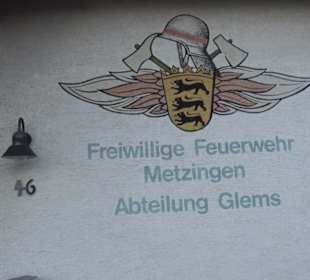 Freiwillige Feuerwehr
Metzingen
Abteilung Glems
46